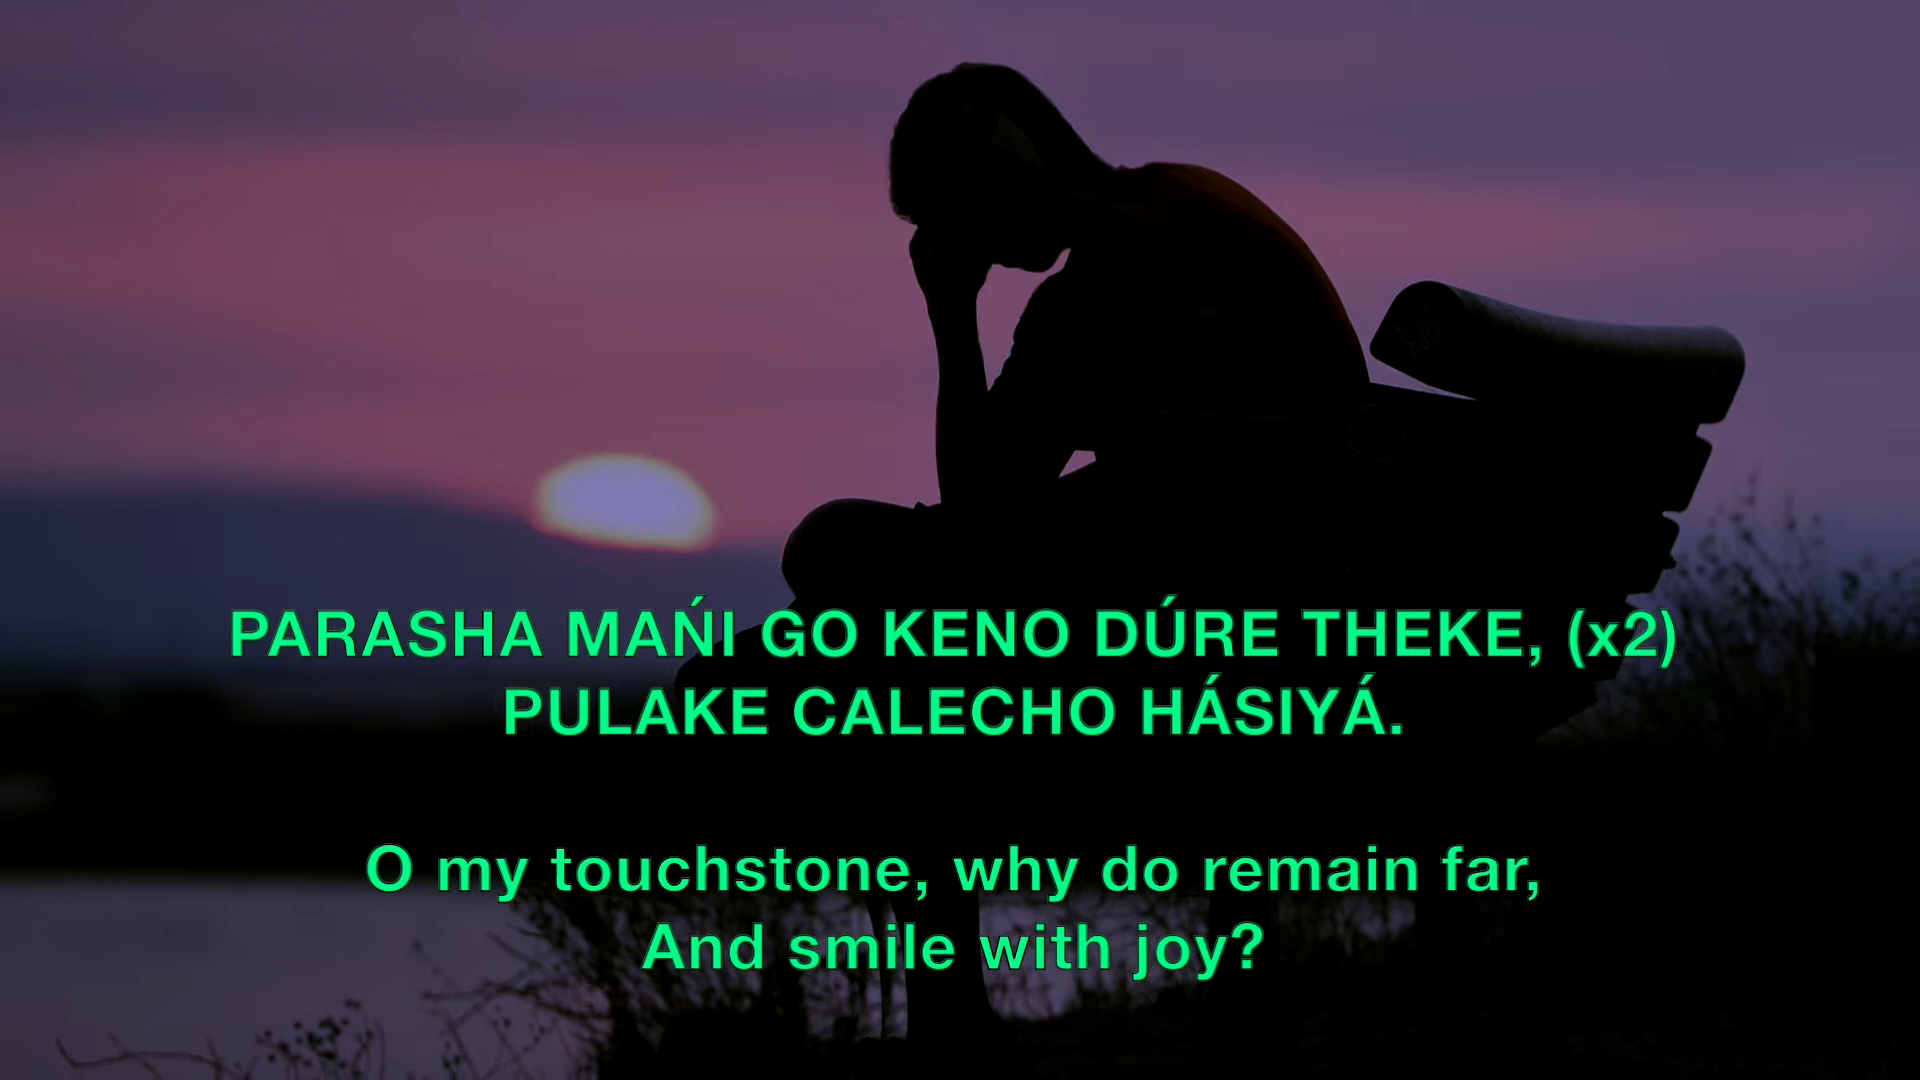 PARASHA MAŃI GO KENO DÚRE THEKE, (x2)
PULAKE CALECHO HÁSIYÁ.
O my touchstone, why do remain far,
And smile with joy?